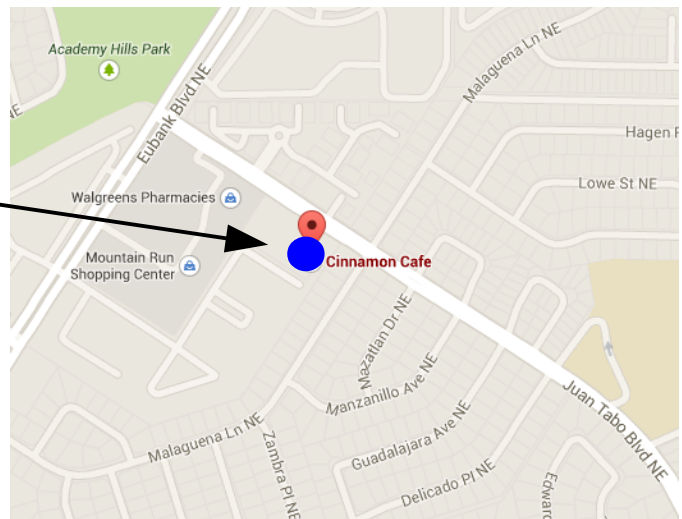 Academy Hills Park
Eubank Blvd NE
Malaguena Ln NE
Hagen
Lowe St NE
Walgreens Pharmacies
Mountain Run
Shopping Center
Cinnamon Cafe
Mazatlan Dr NE
Manzanillo Ave NE
Juan Tabo Blvd NE
Malaguena Ln NE
Zambra Pl NE
Guadalajara Ave NE
Delicado Pl NE
Edwar